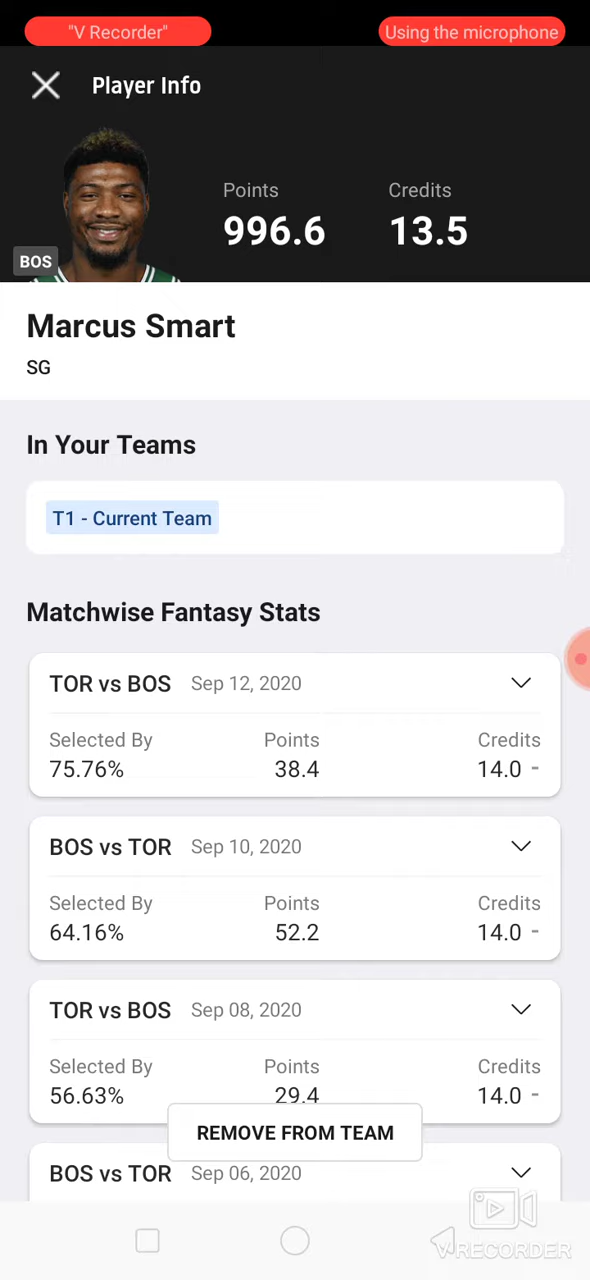 "V Recorder" Using the microphone
Player Info
Points Credits
996.6 13.5
BOS
Marcus Smart
SG
In Your Teams
T1 - Current Team
Matchwise Fantasy Stats
TOR vs BOS Sep 12, 2020
Selected By Points Credits
75.76% 38.4 14.0 -
BOS vs TOR Sep 10, 2020
Selected By Points Credits
64.16% 52.2 14.0 -
TOR vs BOS Sep 08, 2020
Selected By Points Credits
56.63% 29.4 14.0 -
REMOVE FROM TEAM
BOS vs TOR Sep 06, 2020
VRECORDER